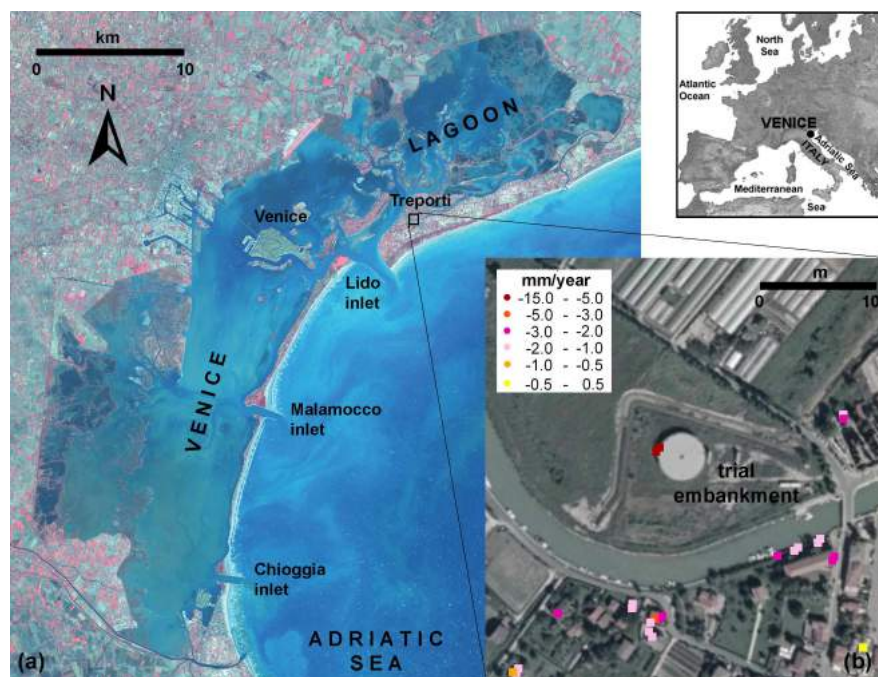 km
0 10
N
LAGOON
Treporti
Venice
Lido
inlet
VENICE
Malamocco
inlet
Chioggia
inlet
ADRIATIC
SEA
(a)
North
Sea
Atlantic
Ocean
VENICE
ITALY
Adriatic Sea
Mediterranean
Sea
mm/year
-15.0 - -5.0
-5.0 - -3.0
-3.0 - -2.0
-2.0 - -1.0
-1.0 - -0.5
-0.5 - 0.5
m
0 10
trial
embankment
(b)